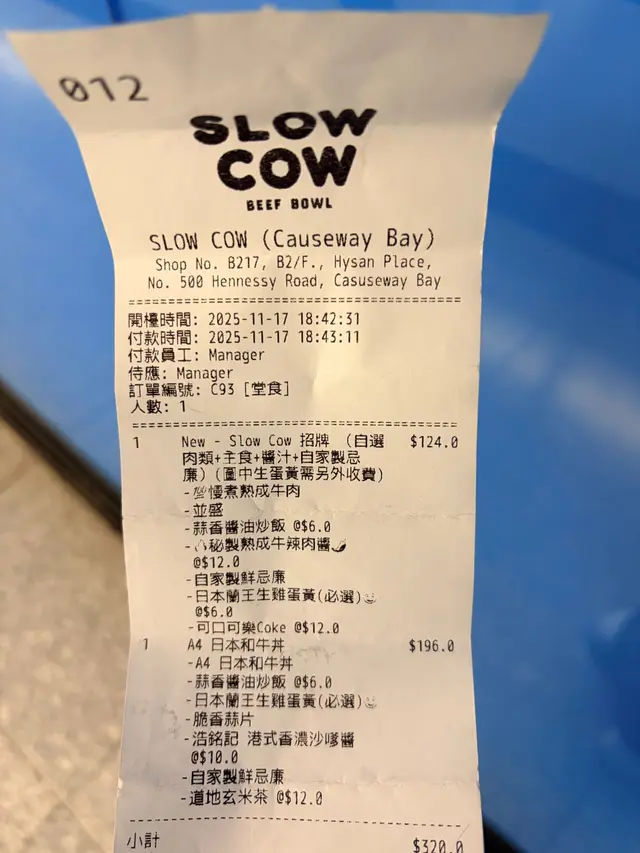 012
SLOW
COW
BEEF BOWL
SLOW COW (Causeway Bay)
Shop No. B217, B2/F., Hysan Place,
No. 500 Hennessy Road, Casuseway Bay
開檯時間: 2025-11-17 18:42:31
付款時間: 2025-11-17 18:43:11
付款員工: Manager
侍應: Manager
訂單編號: C93 [堂食]
人數: 1
1 New - Slow Cow 招牌 (自選 $124.0
肉類+主食+醬汁+自家製忌
廉) (圖中生蛋黃需另外收費)
-慢煮熟成牛肉
-並盛
-蒜香醬油炒飯 @$6.0
-秘製熟成牛辣肉醬
@$12.0
-自家製鮮忌廉
-日本蘭王生雞蛋黃(必選)
@$6.0
-可口可樂Coke @$12.0
1 A4 日本和牛丼 $196.0
-A4 日本和牛丼
-蒜香醬油炒飯 @$6.0
-日本蘭王生雞蛋黃(必選)
-脆香蒜片
-浩銘記 港式香濃沙嗲醬
@$10.0
-自家製鮮忌廉
-道地玄米茶 @$12.0
小計 $320.0